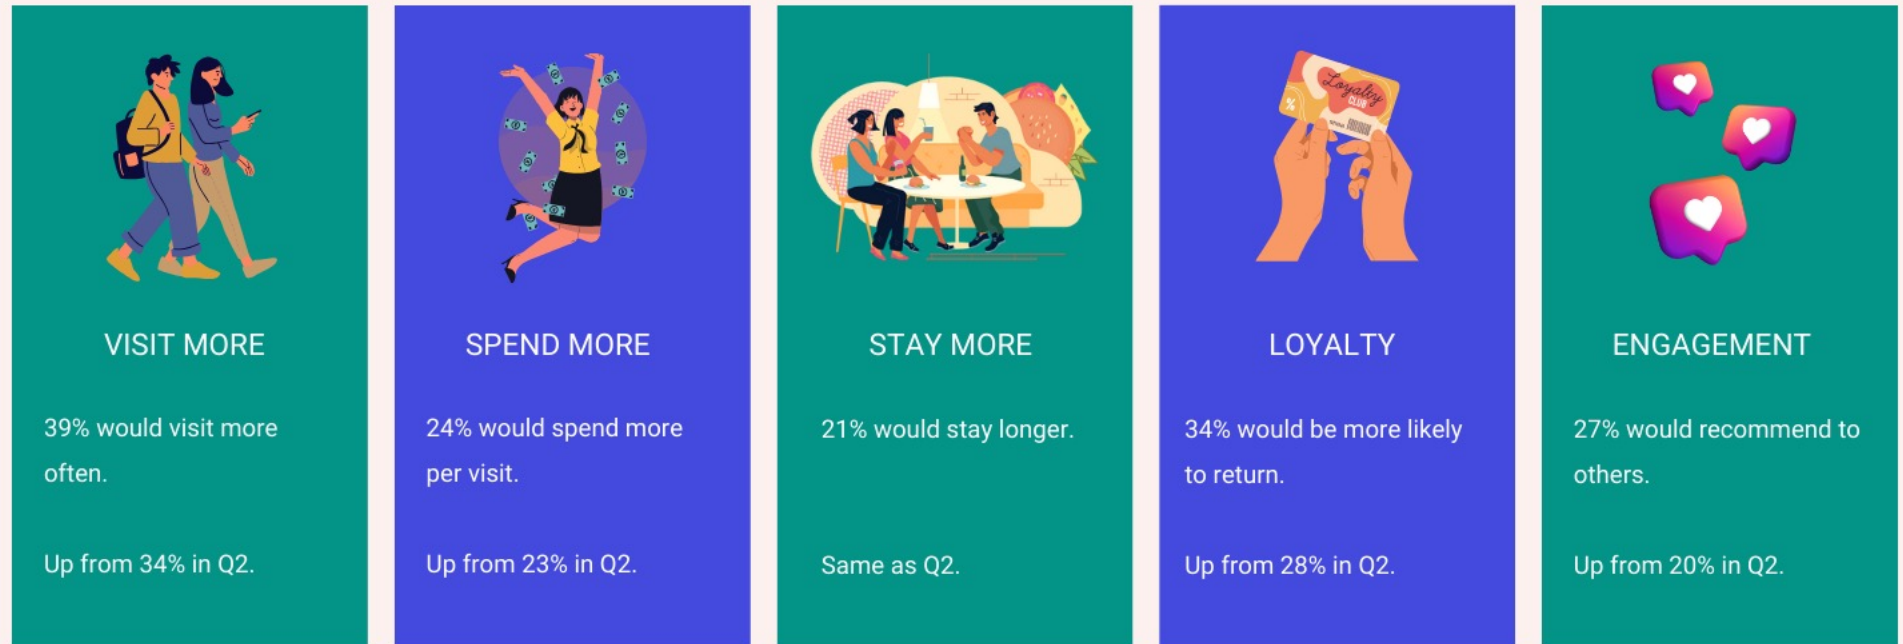 VISIT MORE
39% would visit more
often.
Up from 34% in Q2.
SPEND MORE
24% would spend more
per visit.
Up from 23% in Q2.
STAY MORE
21% would stay longer.
Same as Q2.
%
Loyalty
CLUB
LOYALTY
34% would be more likely
to return.
Up from 28% in Q2.
ENGAGEMENT
27% would recommend to
others.
Up from 20% in Q2.